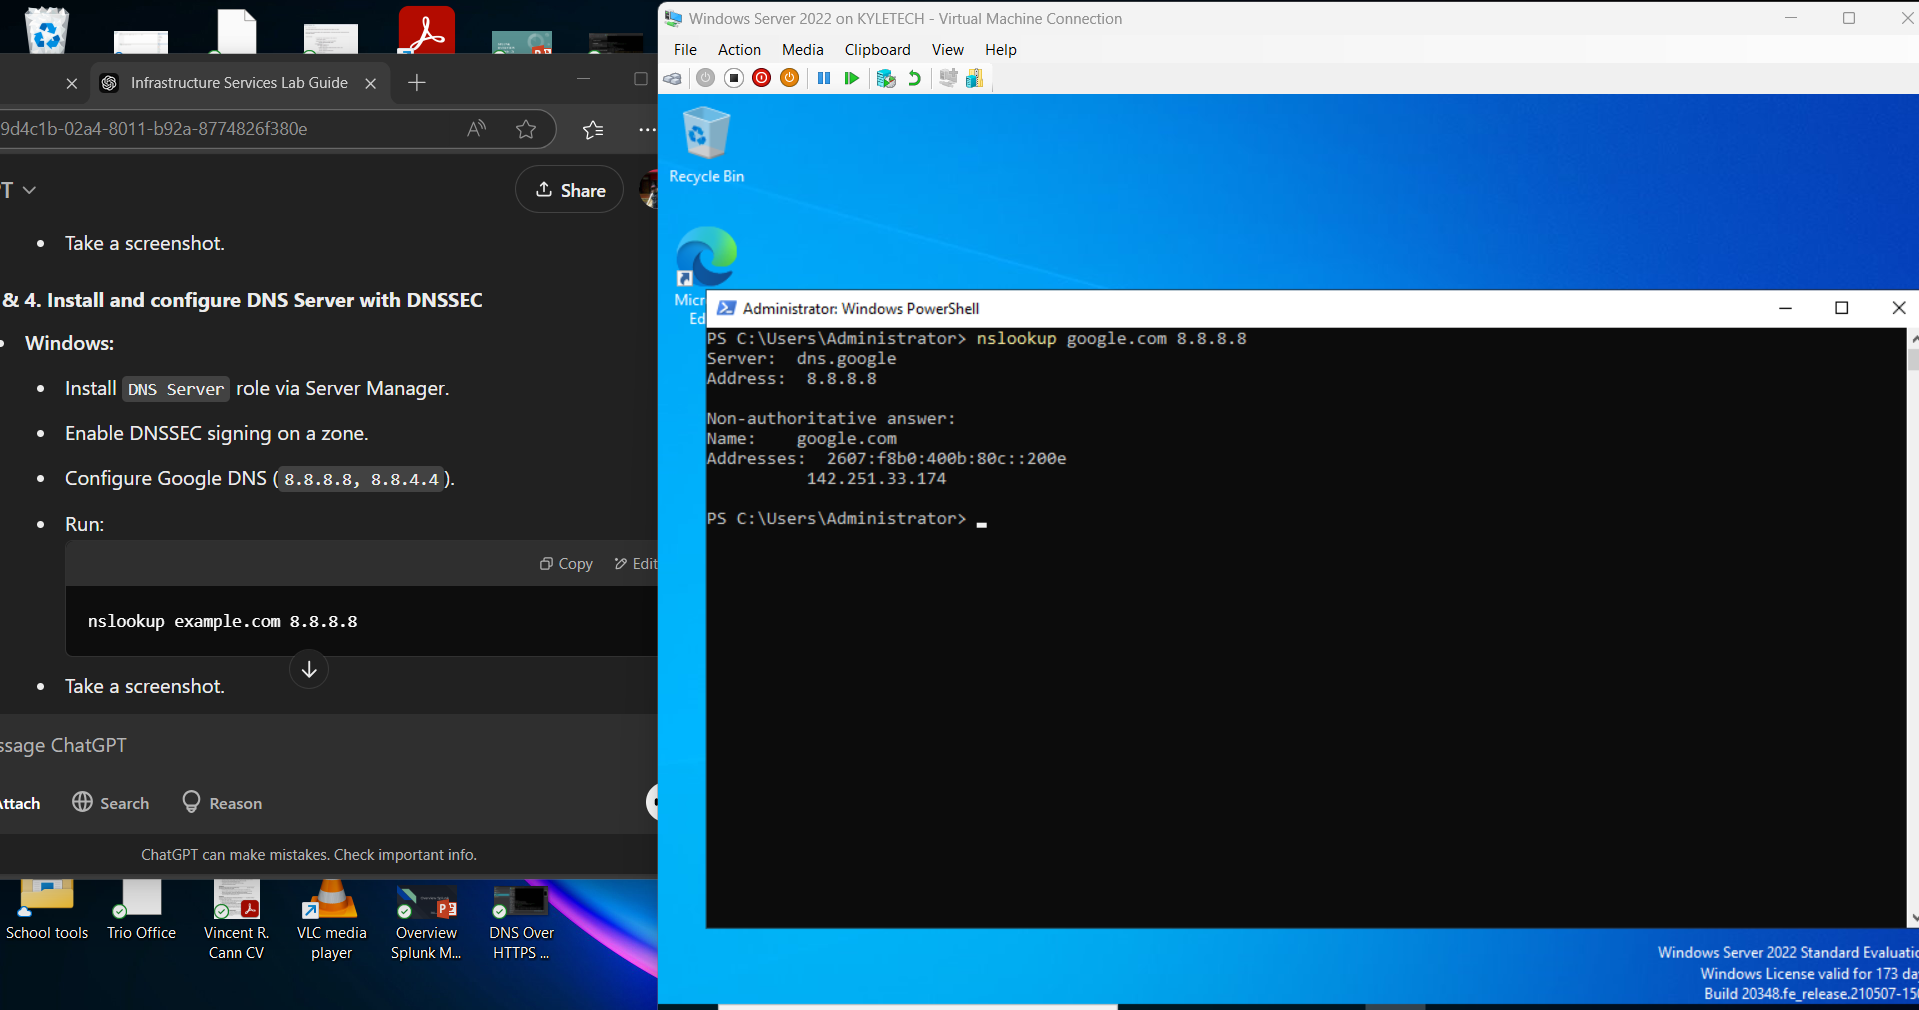 Infrastructure Services Lab Guide
9d4c1b-02a4-8011-b92a-8774826f380e
T
Share
Take a screenshot.
& 4. Install and configure DNS Server with DNSSEC
Windows:
Install DNS Server role via Server Manager.
Enable DNSSEC signing on a zone.
Configure Google DNS ( 8.8.8.8, 8.8.4.4 ).
Run:
Copy
Edit
nslookup example.com 8.8.8.8
Take a screenshot.
ssage ChatGPT
Attach
Search
Reason
ChatGPT can make mistakes. Check important info.
School tools
Trio Office
Vincent R.
Cann CV
VLC media
player
Overview
Splunk M...
DNS Over
HTTPS ...
Windows Server 2022 on KYLETECH - Virtual Machine Connection
File Action Media Clipboard View Help
Recycle Bin
Micr
Ed
Administrator: Windows PowerShell
PS C:\Users\Administrator> nslookup google.com 8.8.8.8
Server:  dns.google
Address:  8.8.8.8
Non-authoritative answer:
Name:    google.com
Addresses:  2607:f8b0:400b:80c::200e
142.251.33.174
PS C:\Users\Administrator>
Windows Server 2022 Standard Evaluatio
Windows License valid for 173 da
Build 20348.fe_release.210507-150